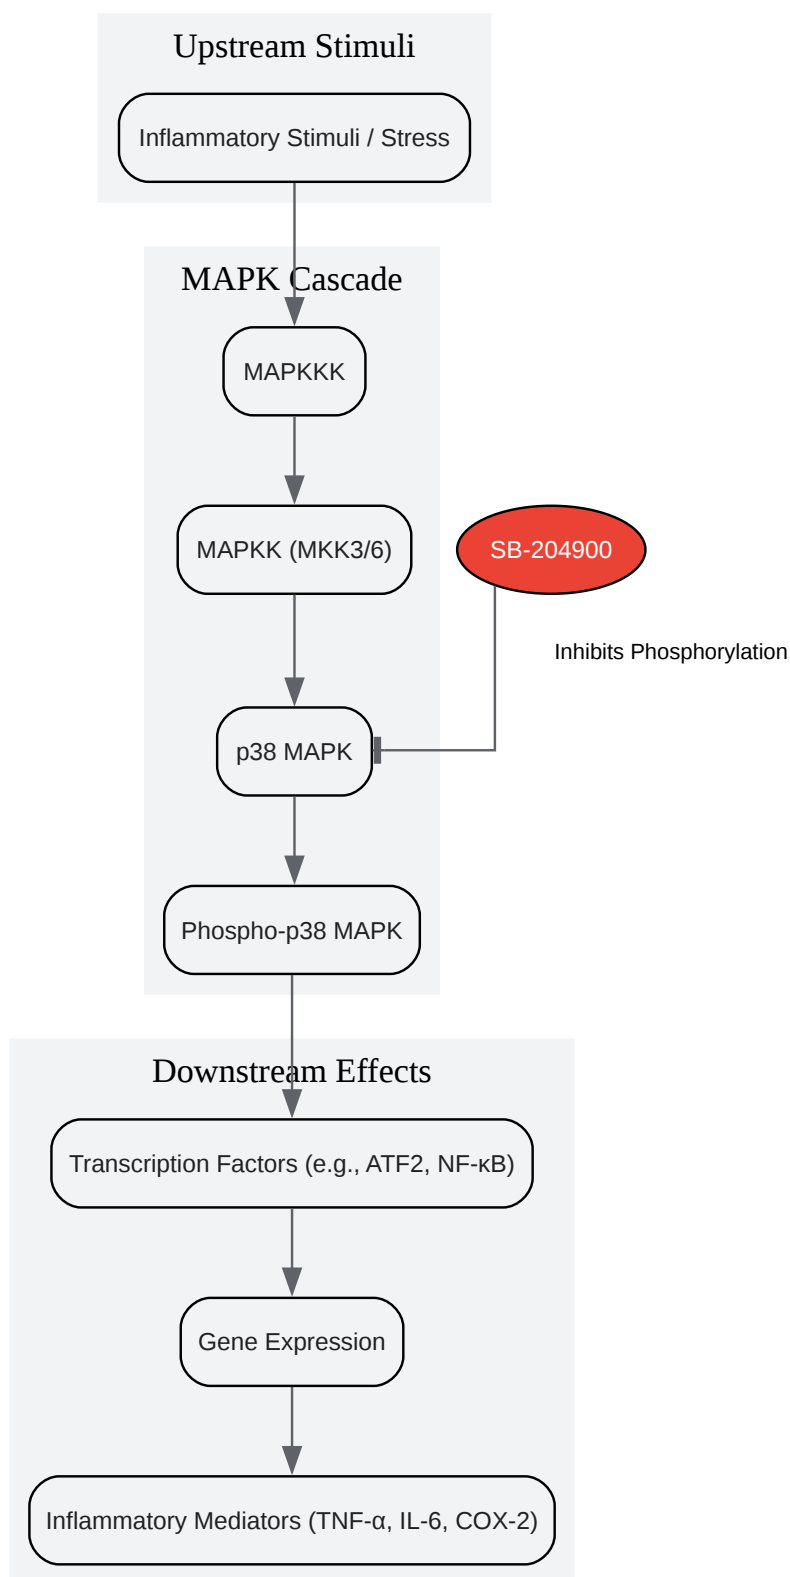 Upstream Stimuli
Inflammatory Stimuli / Stress
MAPK Cascade
MAPKKK
MAPKK (MKK3/6)
SB-204900
Inhibits Phosphorylation
p38 MAPK
Phospho-p38 MAPK
Downstream Effects
Transcription Factors (e.g., ATF2, NF-κB)
Gene Expression
Inflammatory Mediators (TNF-α, IL-6, COX-2)